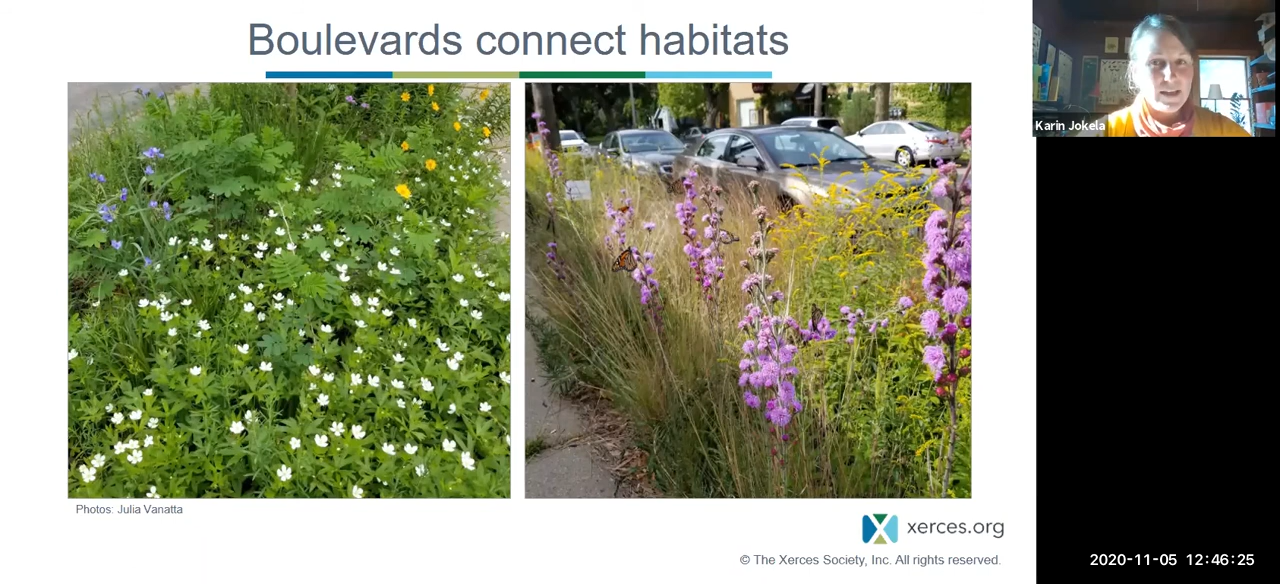 Boulevards connect habitats
Karin Jokela
Photos: Julia Vanatta
xerces.org
© The Xerces Society, Inc. All rights reserved.
2020-11-05 12:46:25